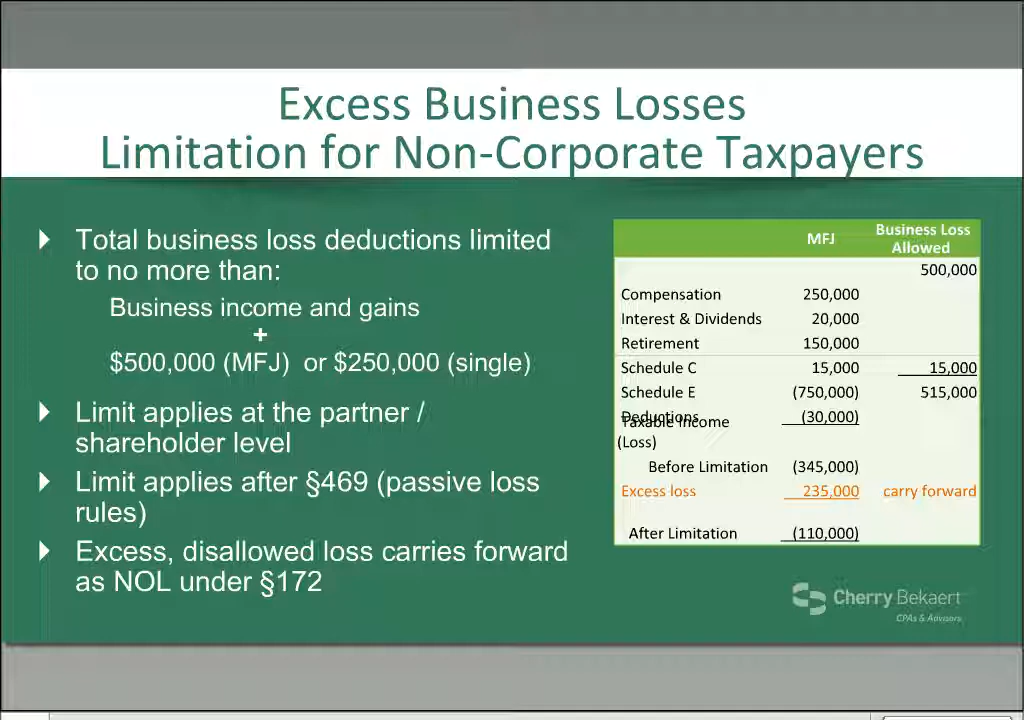 Excess Business Losses
Limitation for Non-Corporate Taxpayers
Total business loss deductions limited
to no more than:
Business income and gains
+
$500,000 (MFJ) or $250,000 (single)
Limit applies at the partner /
shareholder level
Limit applies after §469 (passive loss
rules)
Excess, disallowed loss carries forward
as NOL under §172
MFJ Business Loss Allowed
500,000
Compensation 250,000
Interest & Dividends 20,000
Retirement 150,000
Schedule C 15,000 15,000
Schedule E (750,000) 515,000
Deductions (30,000)
Taxable Income
(Loss)
Before Limitation (345,000)
Excess loss 235,000 carry forward
After Limitation (110,000)
Cherry Bekaert
CPAs & Advisors